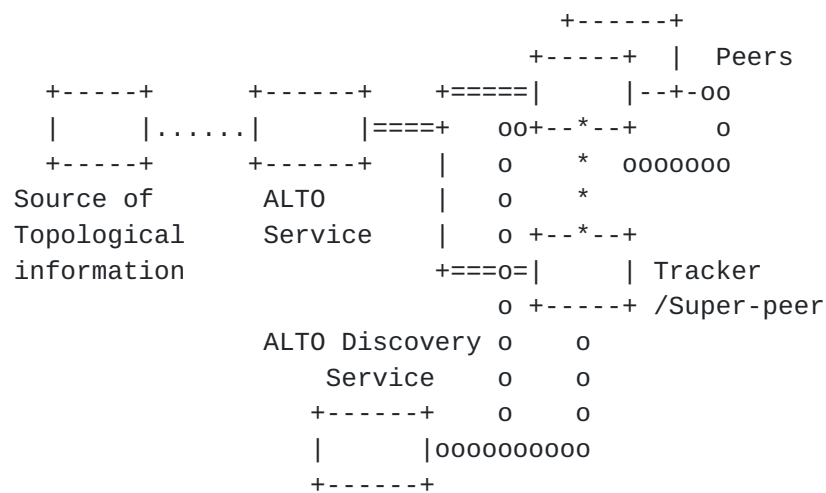 Peers
Source of ALTO
Topological Service
information Tracker
/Super-peer
ALTO Discovery
Service